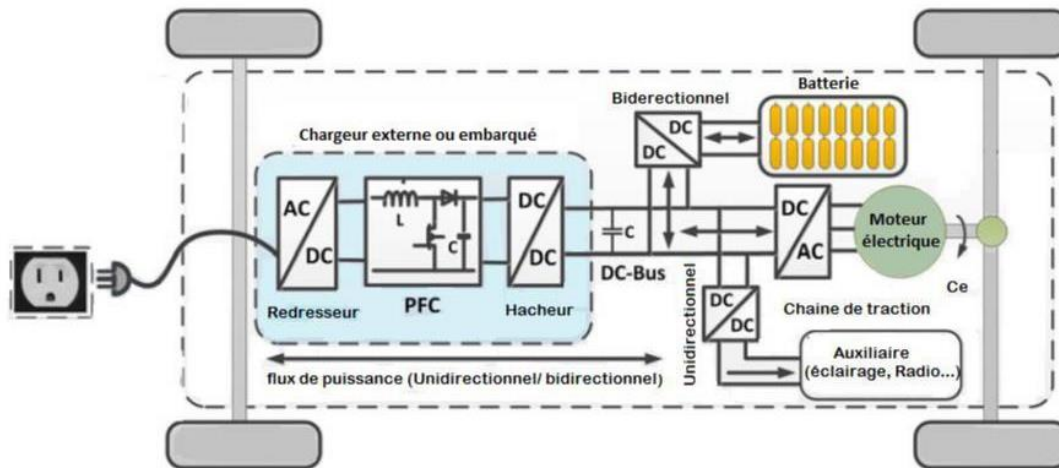 Batterie
Biderectionnel
DC
DC
Chargeur externe ou embarqué
AC
DC
L
C
DC
DC
C
DC
AC
Moteur
électrique
Ce
PFC
Redresseur
Hacheur
DC-Bus
Unidirectionnel
DC
DC
Chaine de traction
Auxiliaire
(éclairage, Radio...)
flux de puissance (Unidirectionnel/ bidirectionnel)